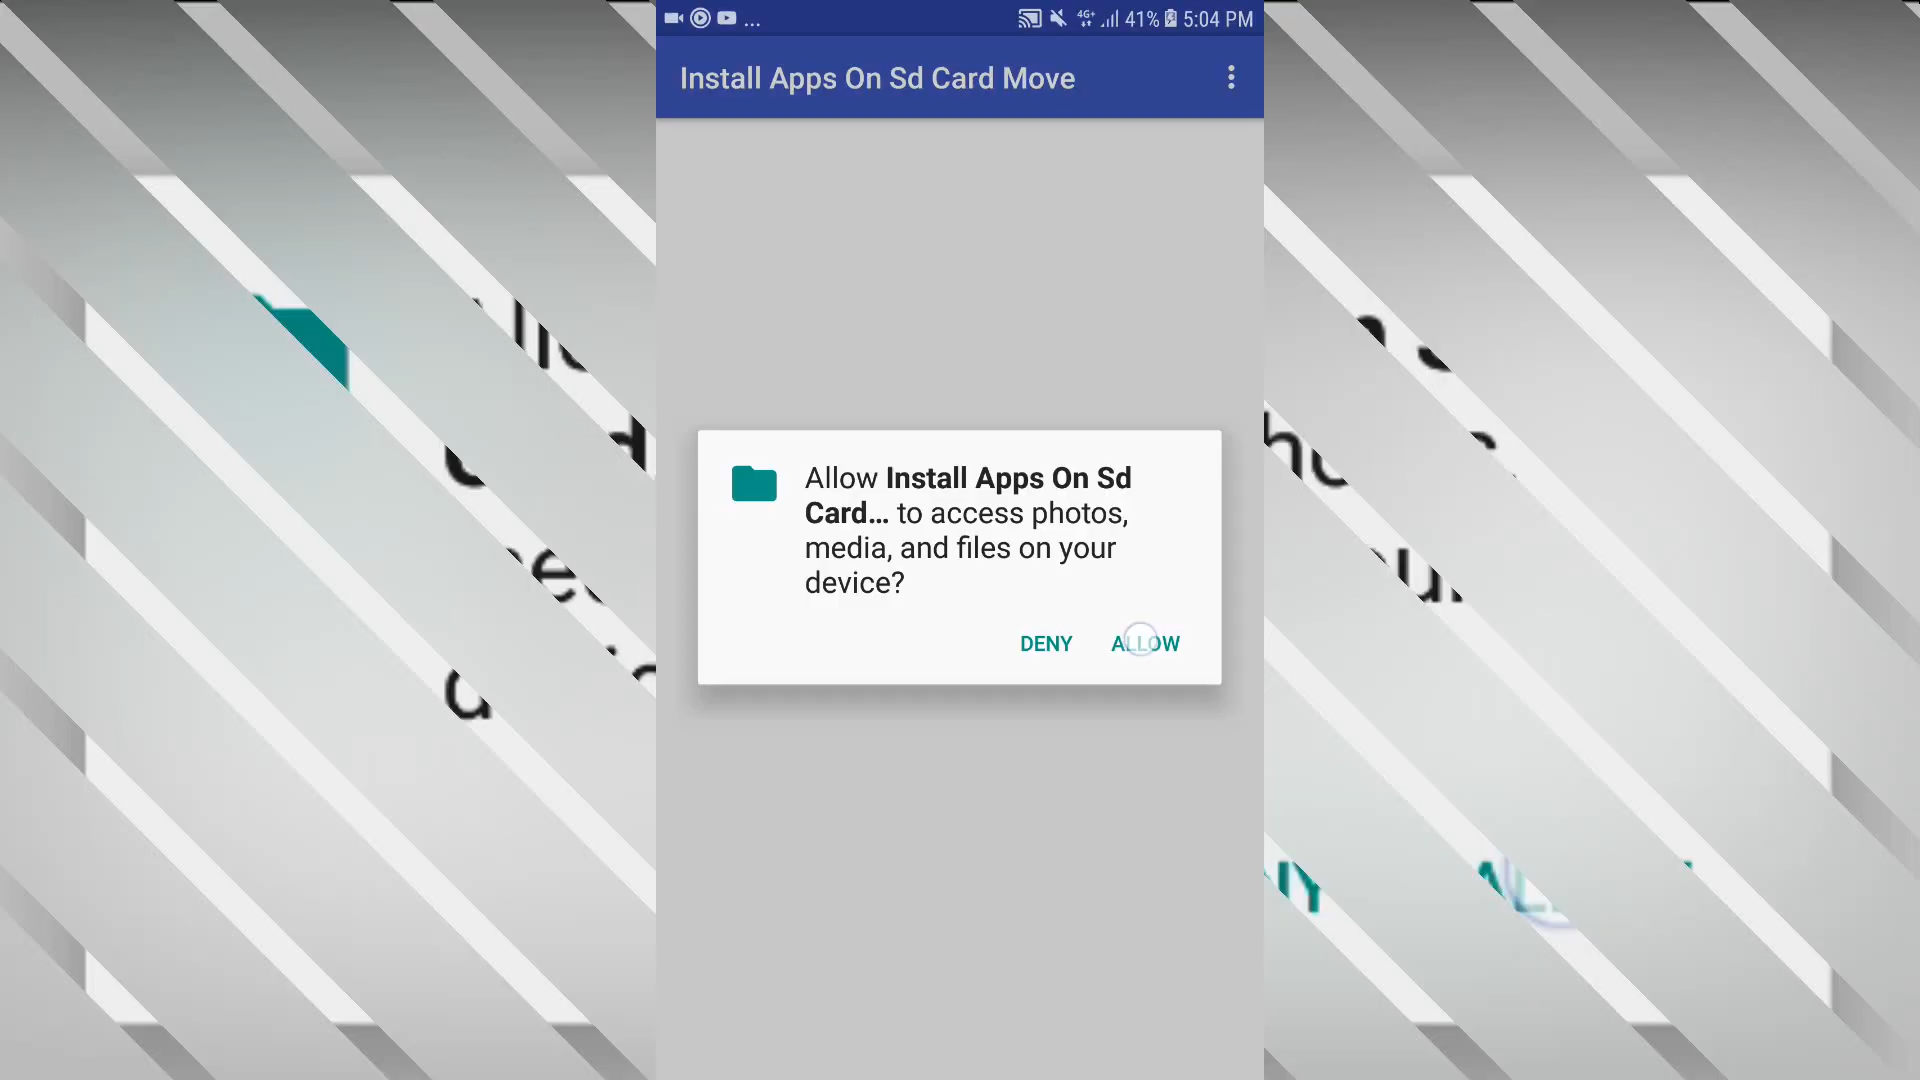 ... 4G+ 41% 5:04 PM
Install Apps On Sd Card Move
Allow Install Apps On Sd
Card... to access photos,
media, and files on your
device?
DENY ALLOW